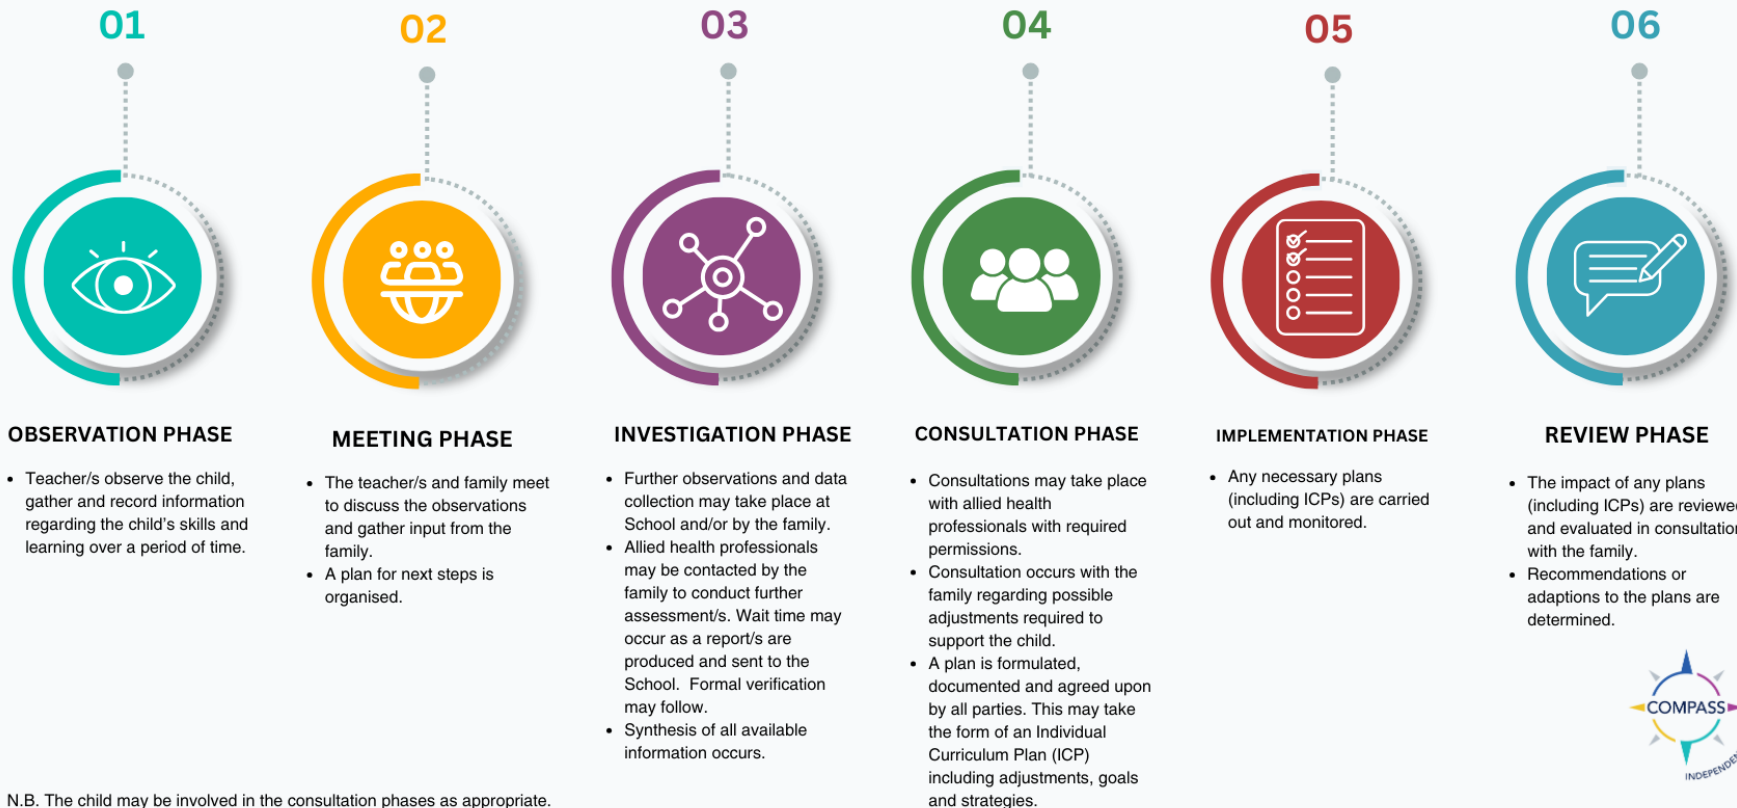 01
OBSERVATION PHASE
• Teacher/s observe the child,
gather and record information
regarding the child's skills and
learning over a period of time.
02
MEETING PHASE
• The teacher/s and family meet
to discuss the observations
and gather input from the
family.
• A plan for next steps is
organised.
03
INVESTIGATION PHASE
• Further observations and data
collection may take place at
School and/or by the family.
• Allied health professionals
may be contacted by the
family to conduct further
assessment/s. Wait time may
occur as a report/s are
produced and sent to the
School. Formal verification
may follow.
• Synthesis of all available
information occurs.
04
CONSULTATION PHASE
• Consultations may take place
with allied health
professionals with required
permissions.
• Consultation occurs with the
family regarding possible
adjustments required to
support the child.
• A plan is formulated,
documented and agreed upon
by all parties. This may take
the form of an Individual
Curriculum Plan (ICP)
including adjustments, goals
and strategies.
05
IMPLEMENTATION PHASE
• Any necessary plans
(including ICPs) are carried
out and monitored.
06
REVIEW PHASE
• The impact of any plans
(including ICPs) are reviewed
and evaluated in consultation
with the family.
• Recommendations or
adaptions to the plans are
determined.
COMPASS
N.B. The child may be involved in the consultation phases as appropriate.